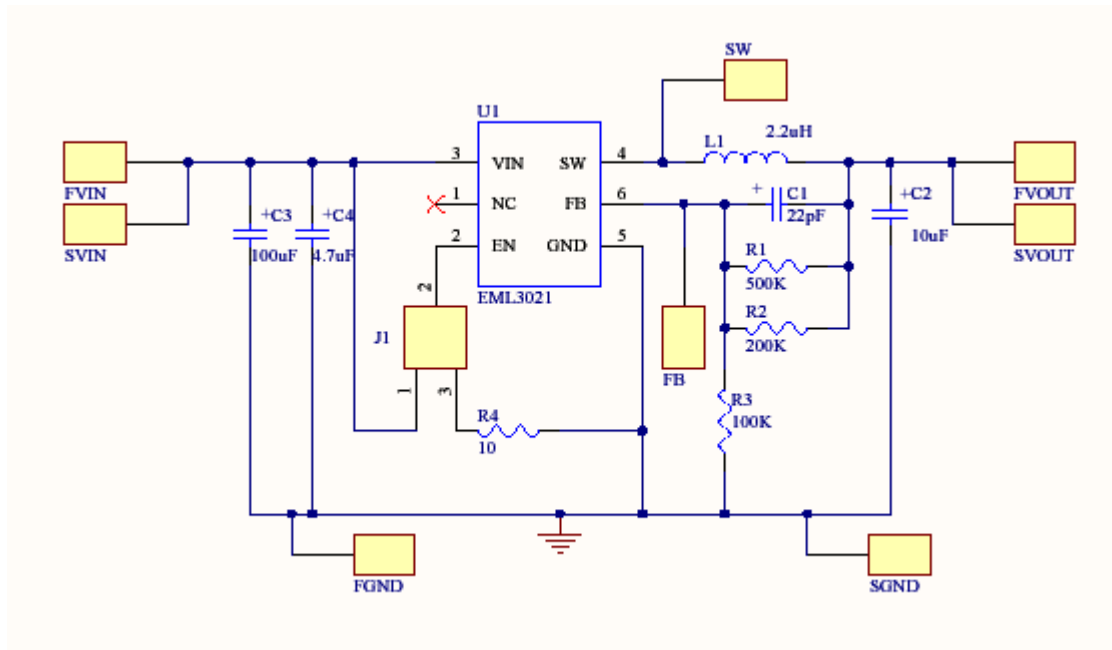 SW
U1
L1
2.2uH
FVIN
3
VIN
SW
4
FVOUT
1
NC
FB
6
+
C1
22pF
+C2
10uF
SVIN
+C3
100uF
+C4
4.7uF
2
EN
GND
5
SVOUT
R1
500K
2
EML3021
J1
R2
200K
FB
1
3
R4
10
R3
100K
FGND
SGND